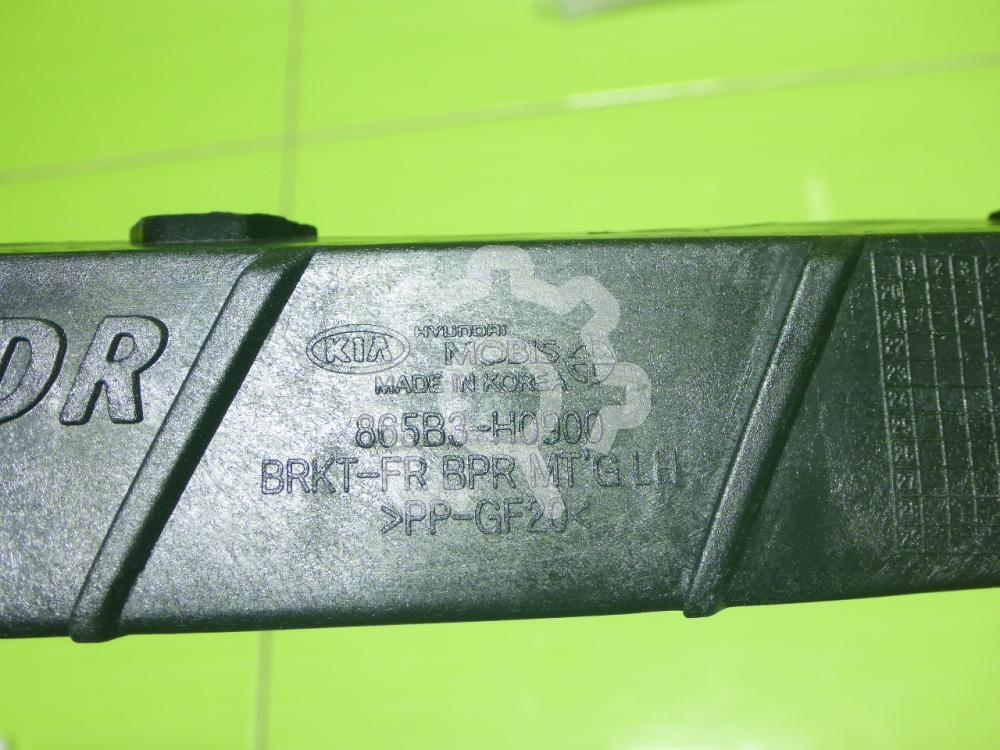 DR
KIA
HYUNDAI
MOBIS
MADE IN KOREA
865B3-H0900
BRKT-FR BPR MT'G LH
>PP-GF20<